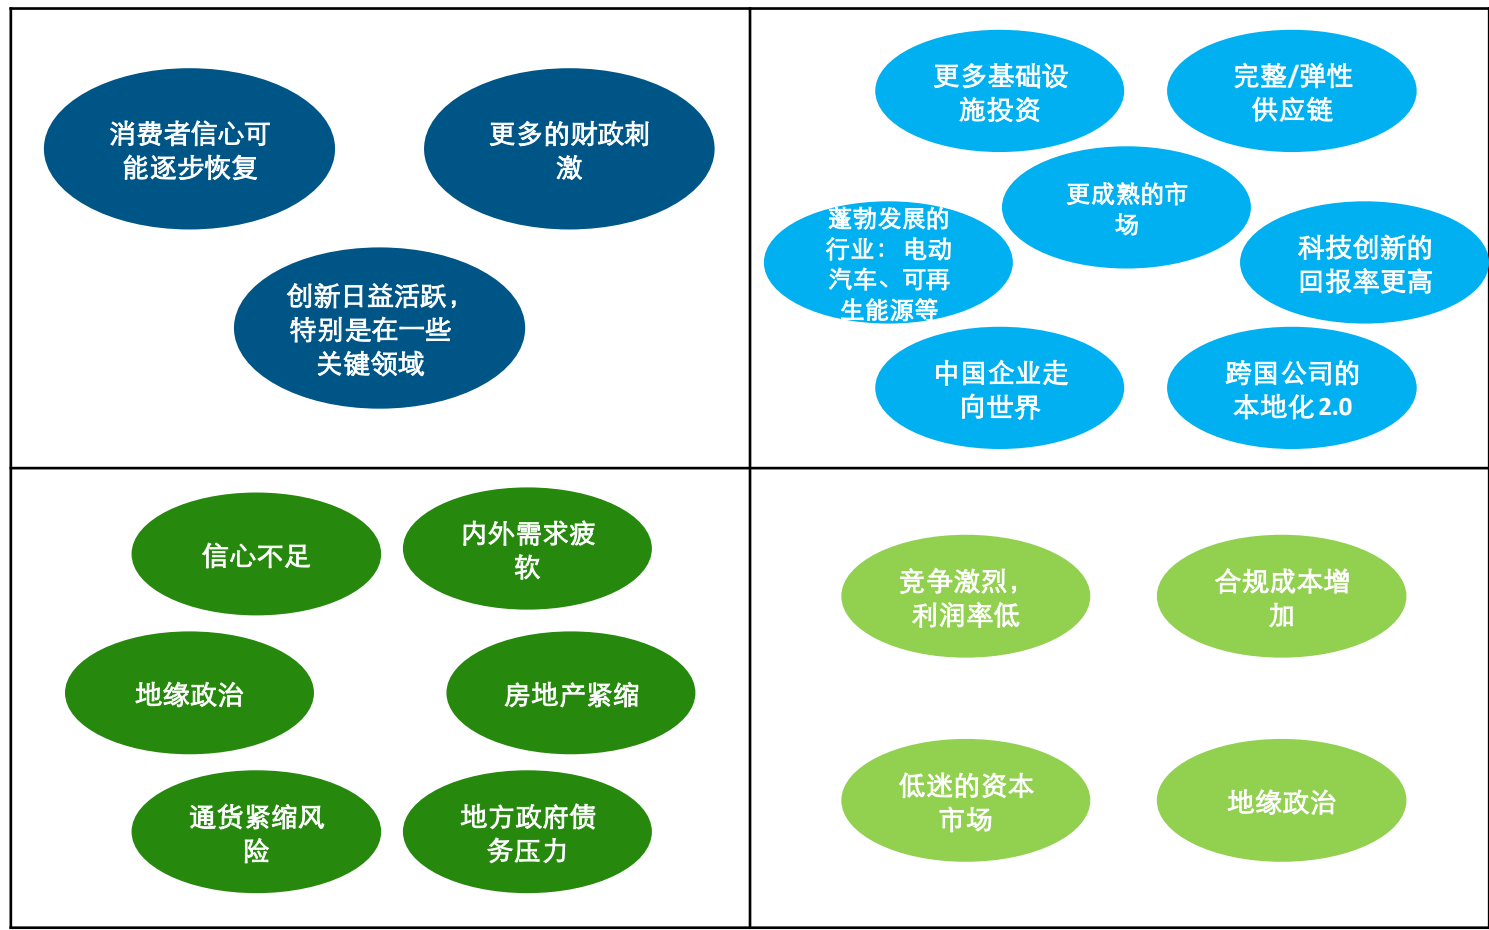 消费者信心可
能逐步恢复
更多的财政刺
激
创新日益活跃，
特别是在一些
关键领域
更多基础设
施投资
完整/弹性
供应链
更成熟的市
场
蓬勃发展的
行业：电动
汽车、可再
生能源等
科技创新的
回报率更高
中国企业走
向世界
跨国公司的
本地化 2.0
信心不足
内外需求疲
软
地缘政治
房地产紧缩
通货紧缩风
险
地方政府债
务压力
竞争激烈，
利润率低
合规成本增
加
低迷的资本
市场
地缘政治